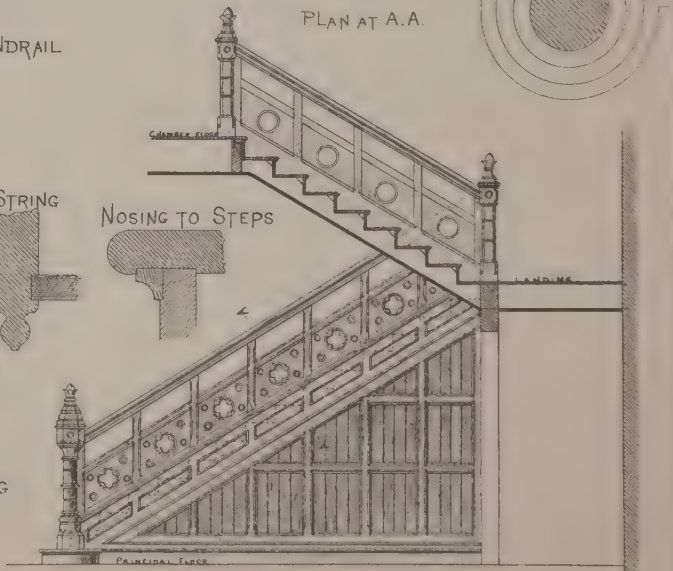 PLAN AT A.A.
NDRAIL
CHAMBER FLOOR
STRING
NOSING TO STEPS
LANDING
G
PRINCIPAL FLOOR